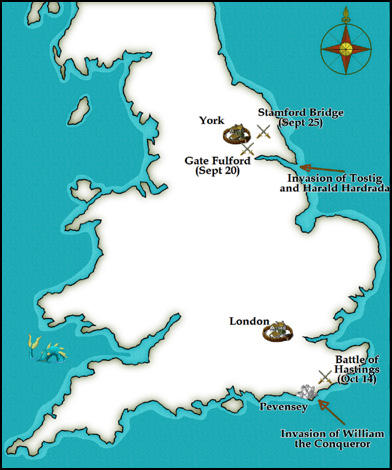 York
Stamford Bridge
(Sept 25)
Gate Fulford
(Sept 20)
Invasion of Tostig
and Harald Hardrada
London
Battle of
Hastings
(Oct 14)
Pevensey
Invasion of William
the Conqueror